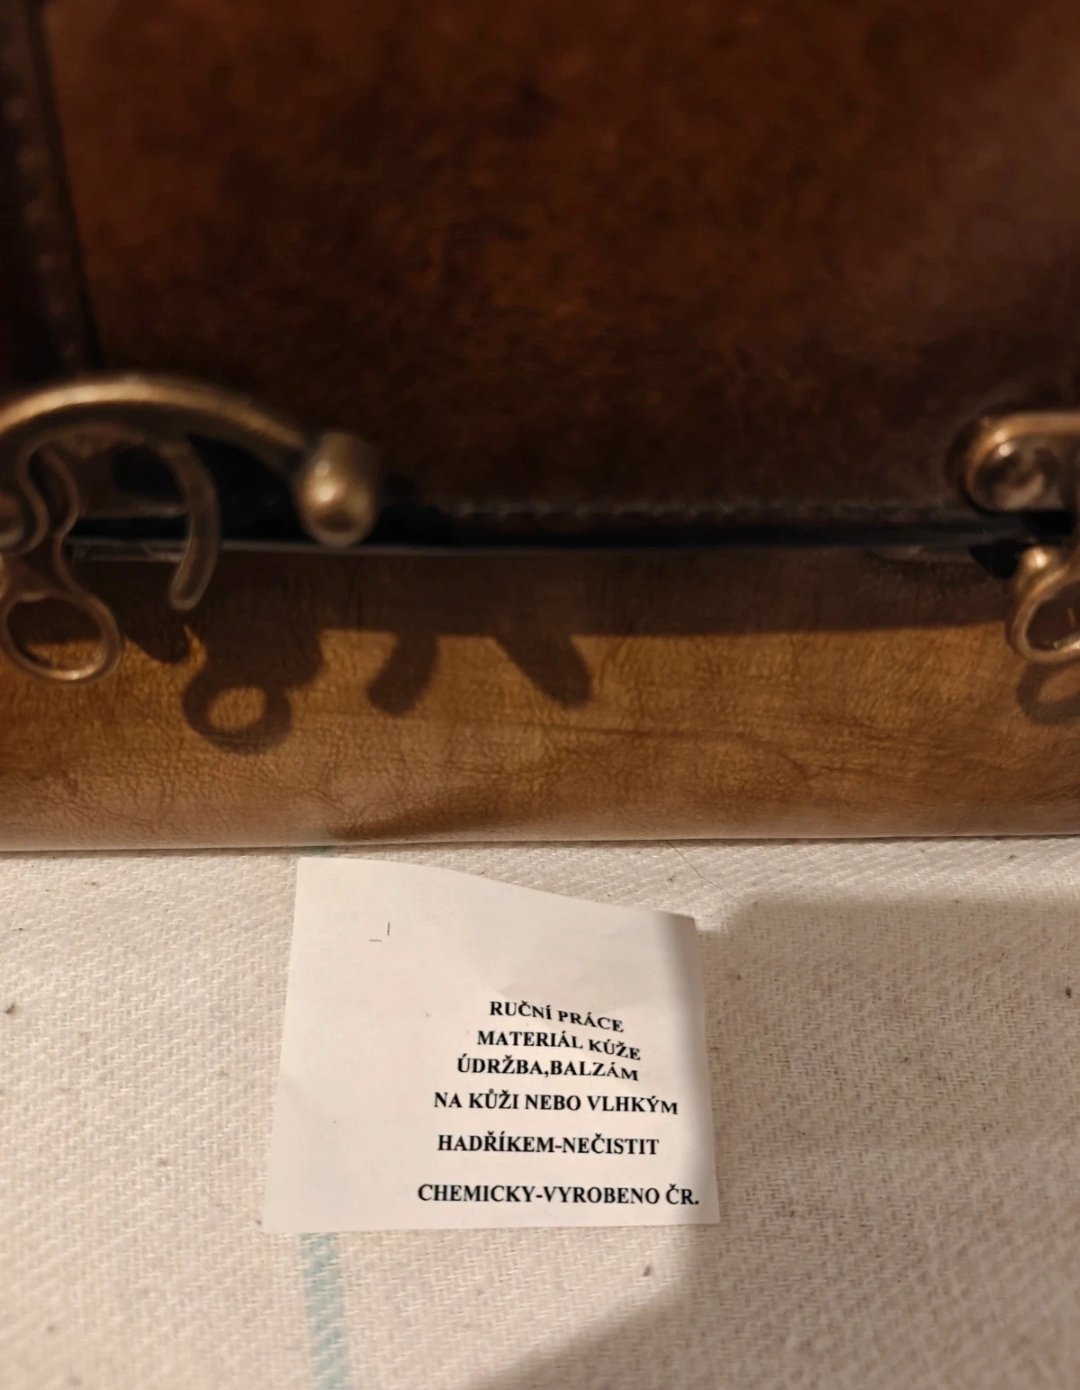 RUČNÍ PRÁCE
MATERIÁL KŮŽE
ÚDRŽBA,BALZÁM
NA KŮŽI NEBO VLHKÝM
HADŘÍKEM-NEČISTIT
CHEMICKY-VYROBENO ČR.